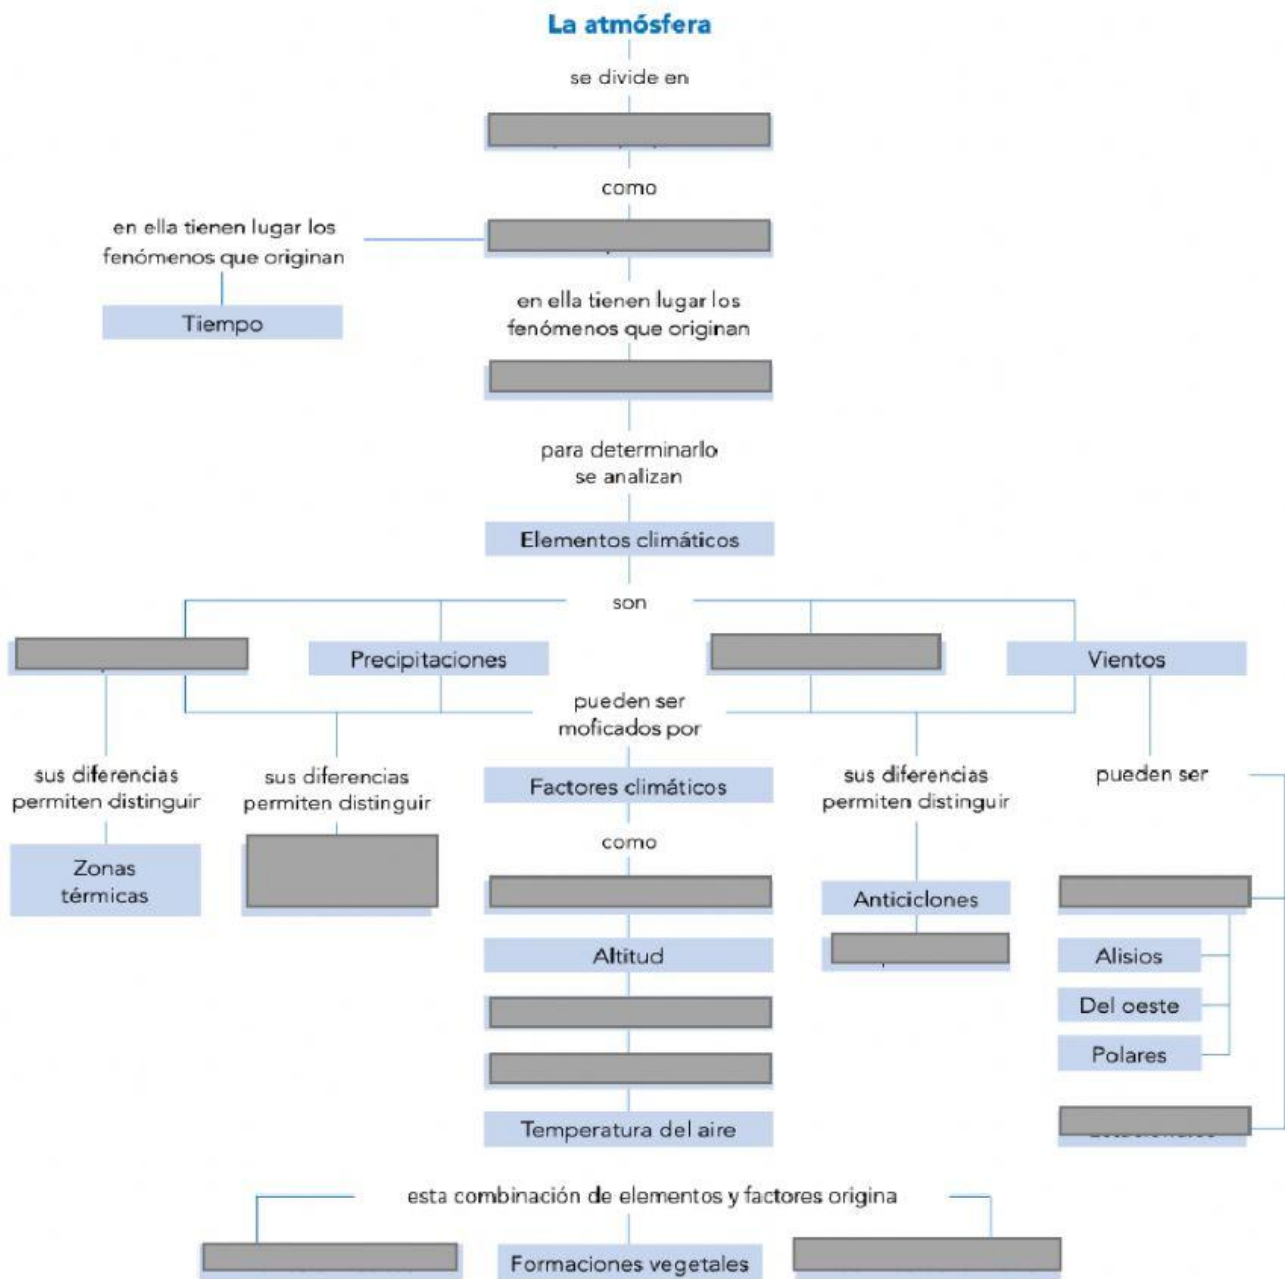 La atmósfera
se divide en
como
en ella tienen lugar los
fenómenos que originan
Tiempo
en ella tienen lugar los
fenómenos que originan
para determinarlo
se analizan
Elementos climáticos
son
Precipitaciones
Vientos
pueden ser
moficados por
sus diferencias
permiten distinguir
sus diferencias
permiten distinguir
Factores climáticos
sus diferencias
permiten distinguir
pueden ser
como
Zonas
térmicas
Anticiclones
Altitud
Alisios
Del oeste
Polares
Temperatura del aire
esta combinación de elementos y factores origina
Formaciones vegetales